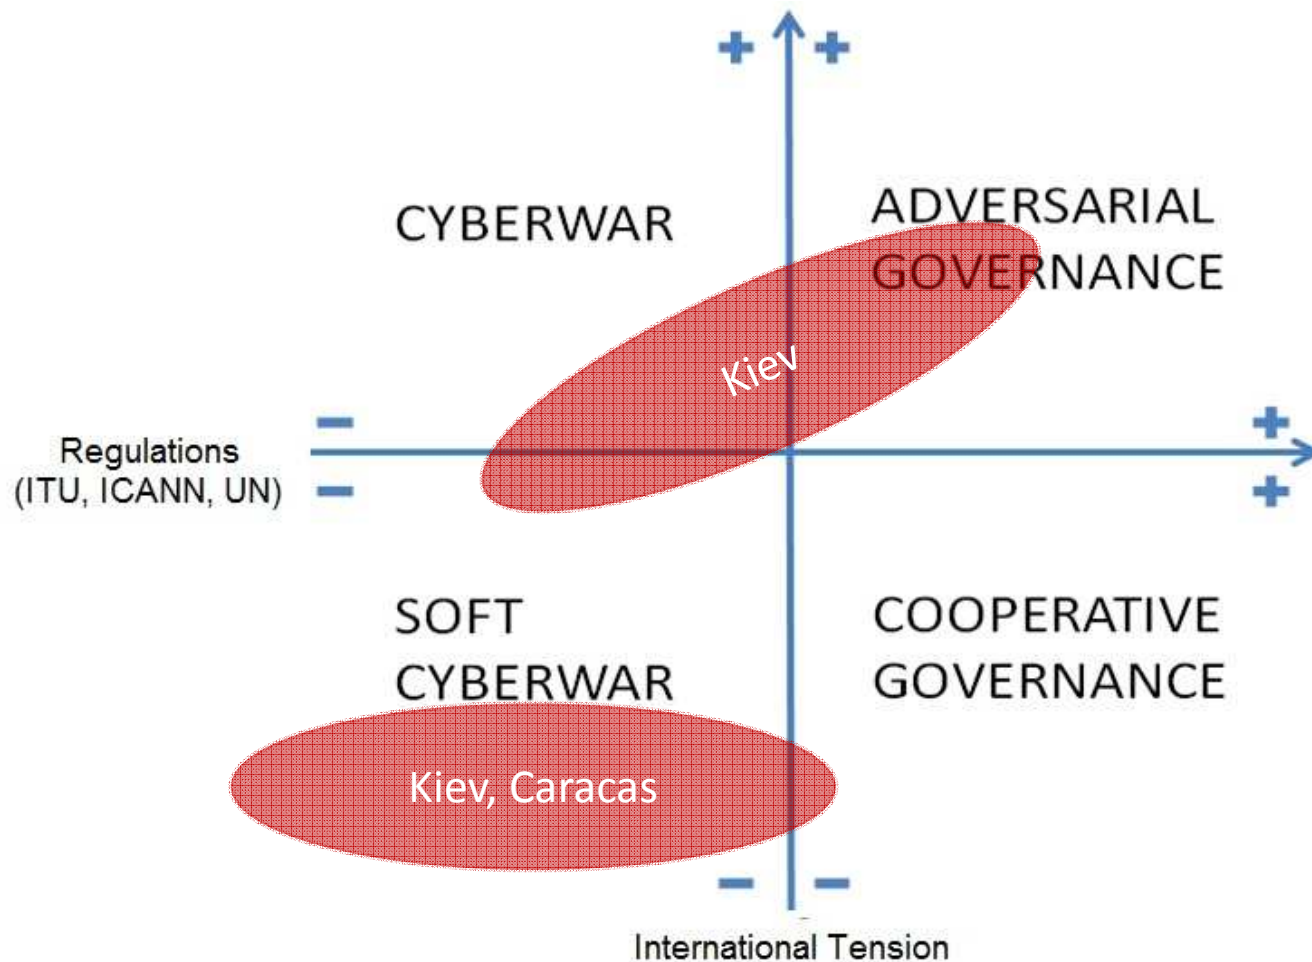 CYBERWAR
ADVERSARIAL
GOVERNANCE
Kiev
Regulations
(ITU, ICANN, UN)
SOFT
CYBERWAR
COOPERATIVE
GOVERNANCE
Kiev, Caracas
International Tension